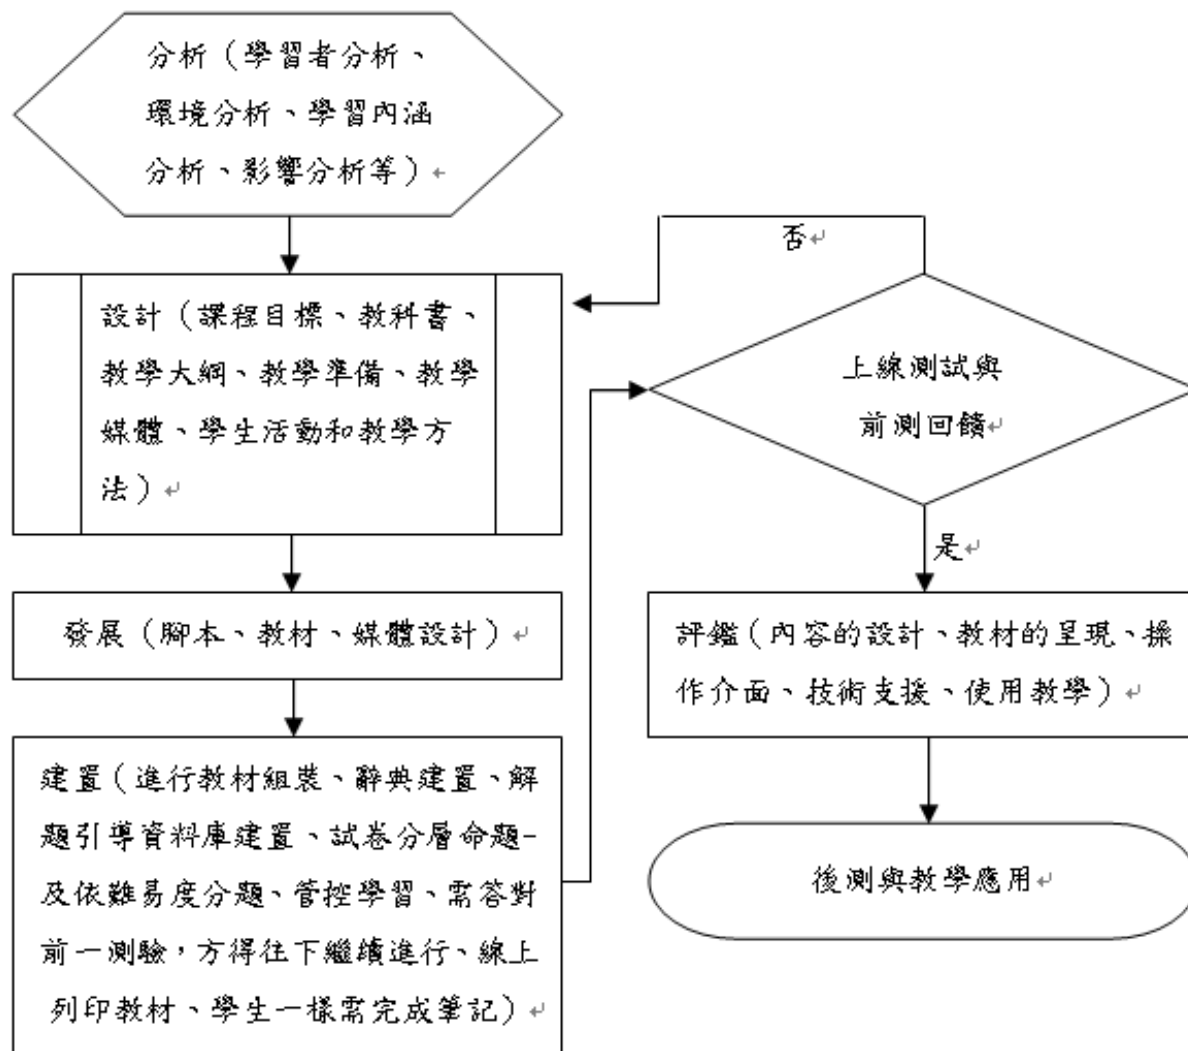 分析（學習者分析、
環境分析、學習內涵
分析、影響分析等）
設計（課程目標、教科書、
教學大綱、教學準備、教學
媒體、學生活動和教學方
法）
發展（腳本、教材、媒體設計）
建置（進行教材組裝、辭典建置、解
題引導資料庫建置、試卷分層命題-
及依難易度分題、管控學習、需答對
前一測驗，方得往下繼續進行、線上
列印教材、學生一樣需完成筆記）
否
上線測試與
前測回饋
是
評鑑（內容的設計、教材的呈現、操
作介面、技術支援、使用教學）
後測與教學應用